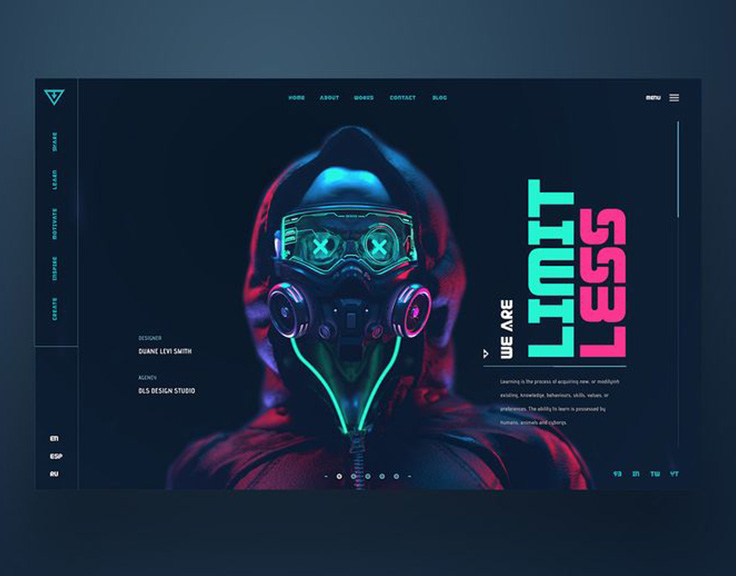 HOME ABOUT WORKS CONTACT BLOG
MENU
SHARE
LEARN
MOTIVATE
INSPIRE
CREATE
WE ARE
LIMIT
LESS
DESIGNER
DUANE LEVI SMITH
AGENCY
DLS DESIGN STUDIO
Learning is the process of acquiring new, or modifyinh
existing, knowledge, behaviours, skills, values, or
preferences. The ability to learn is possessed by
humans, animals and cyborgs.
EN
ESP
RU
IN TW YT